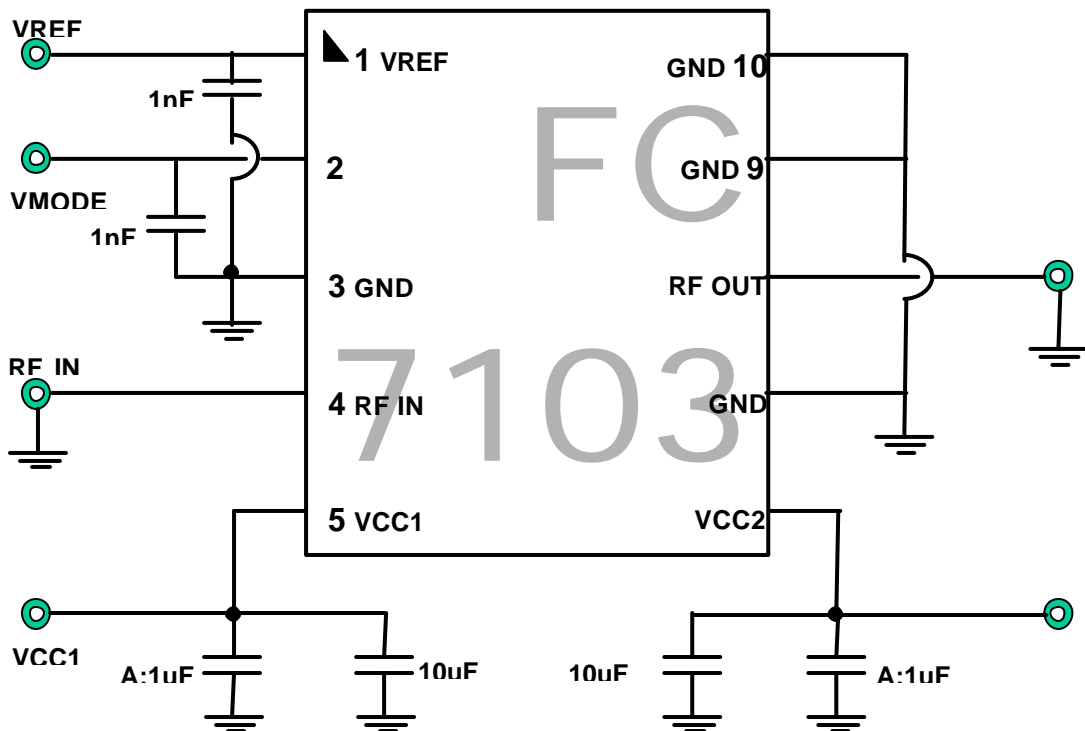 VREF
1 VREF
GND 10
1nF
FC
2
GND 9
VMODE
1nF
3 GND
RF OUT
RF IN
7103
4 RF IN
GND
5 VCC1
VCC2
VCC1
A:1uF
10uF
10uF
A:1uF